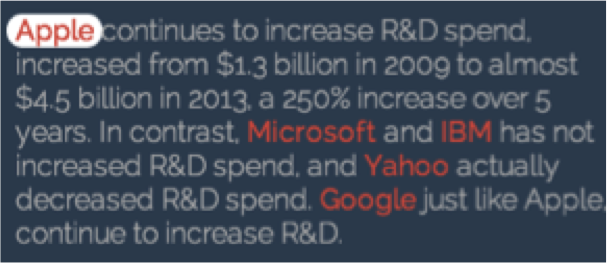 Apple continues to increase R&D spend,
increased from $1.3 billion in 2009 to almost
$4.5 billion in 2013, a 250% increase over 5
years. In contrast, Microsoft and IBM has not
increased R&D spend, and Yahoo actually
decreased R&D spend. Google just like Apple,
continue to increase R&D.